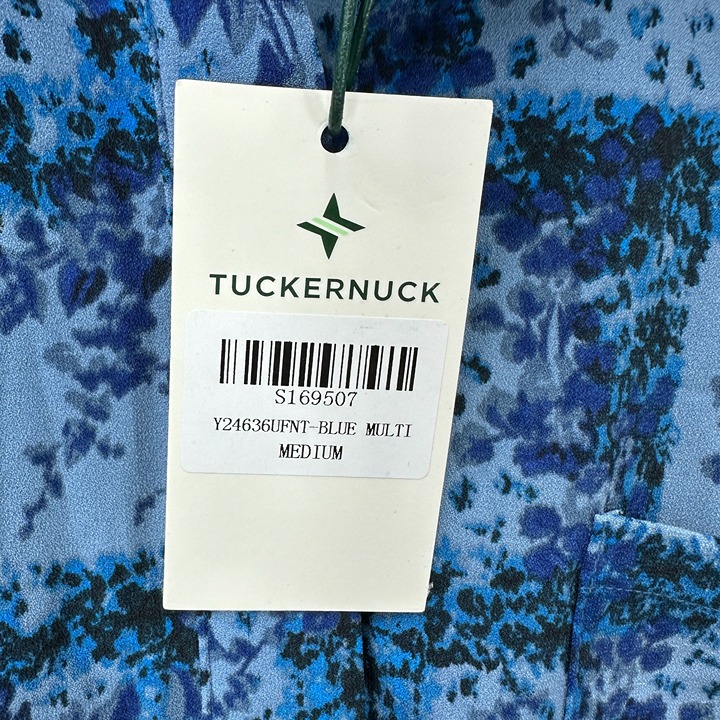 TUCKERNUCK
S169507
Y24636UFNT-BLUE MULTI
MEDIUM